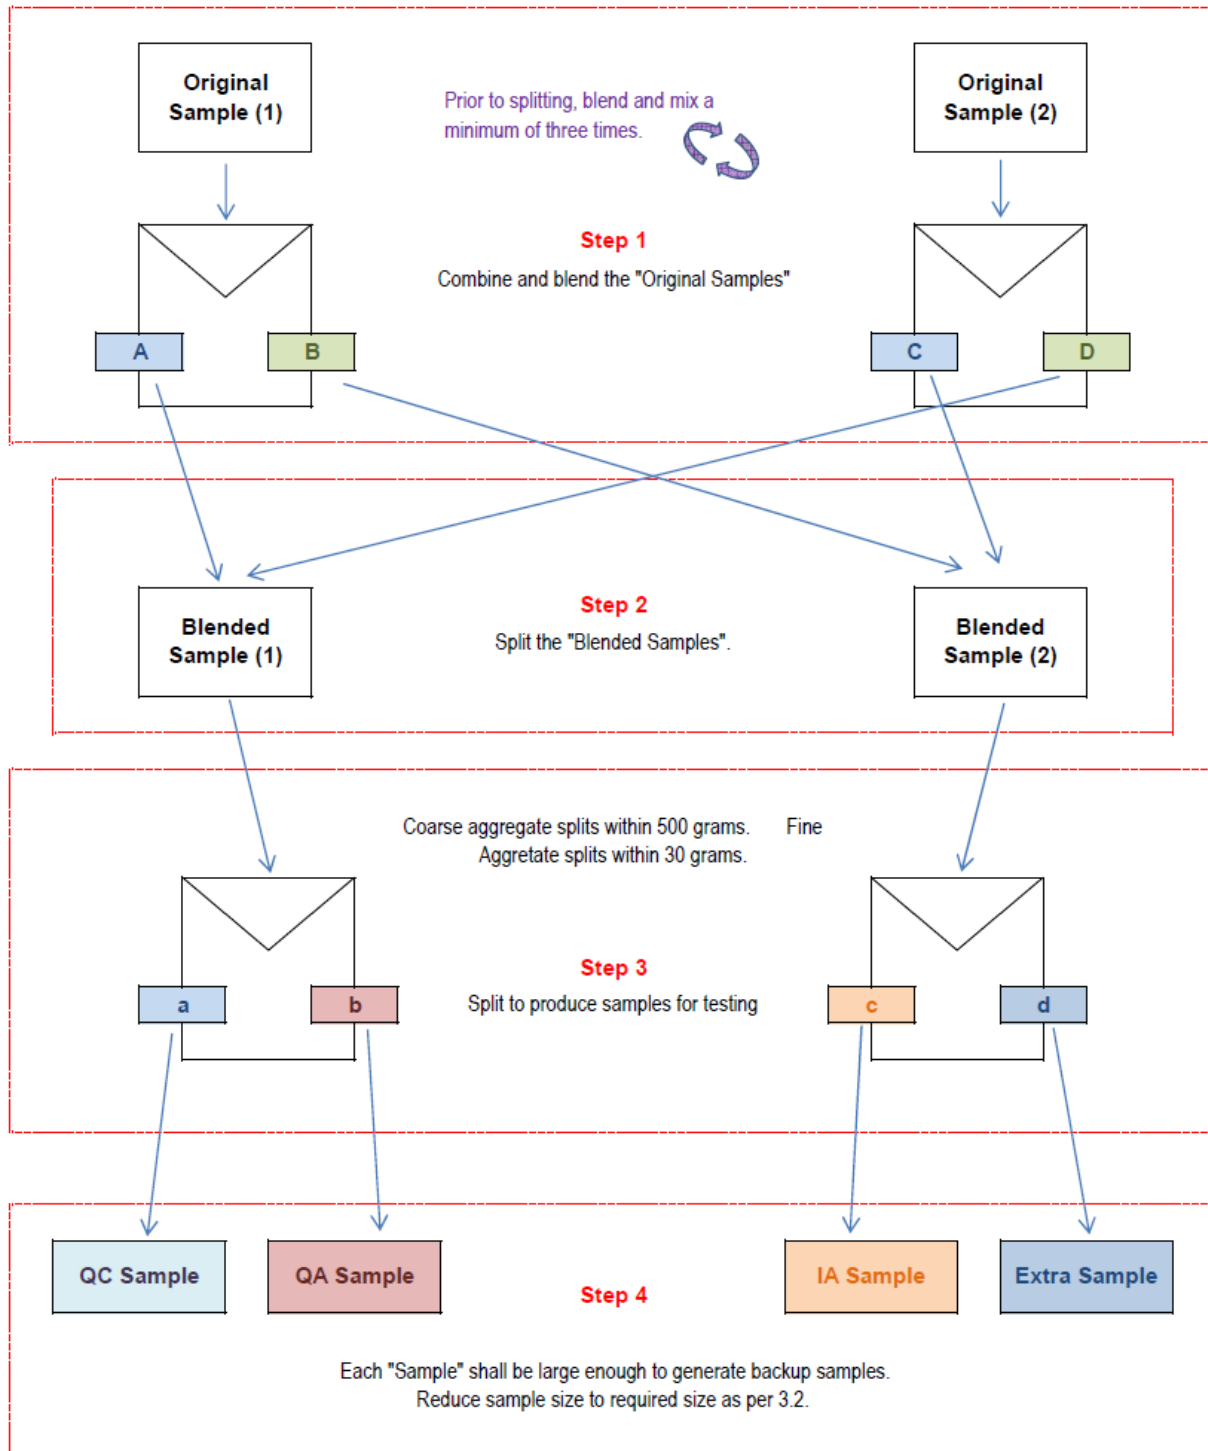 Original
Sample (1)
Original
Sample (2)
Prior to splitting, blend and mix a
minimum of three times.
Step 1
Combine and blend the "Original Samples"
A
B
C
D
Blended
Sample (1)
Step 2
Split the "Blended Samples".
Blended
Sample (2)
Coarse aggregate splits within 500 grams. Fine
Aggretate splits within 30 grams.
Step 3
Split to produce samples for testing
a
b
c
d
QC Sample
QA Sample
IA Sample
Extra Sample
Step 4
Each "Sample" shall be large enough to generate backup samples.
Reduce sample size to required size as per 3.2.